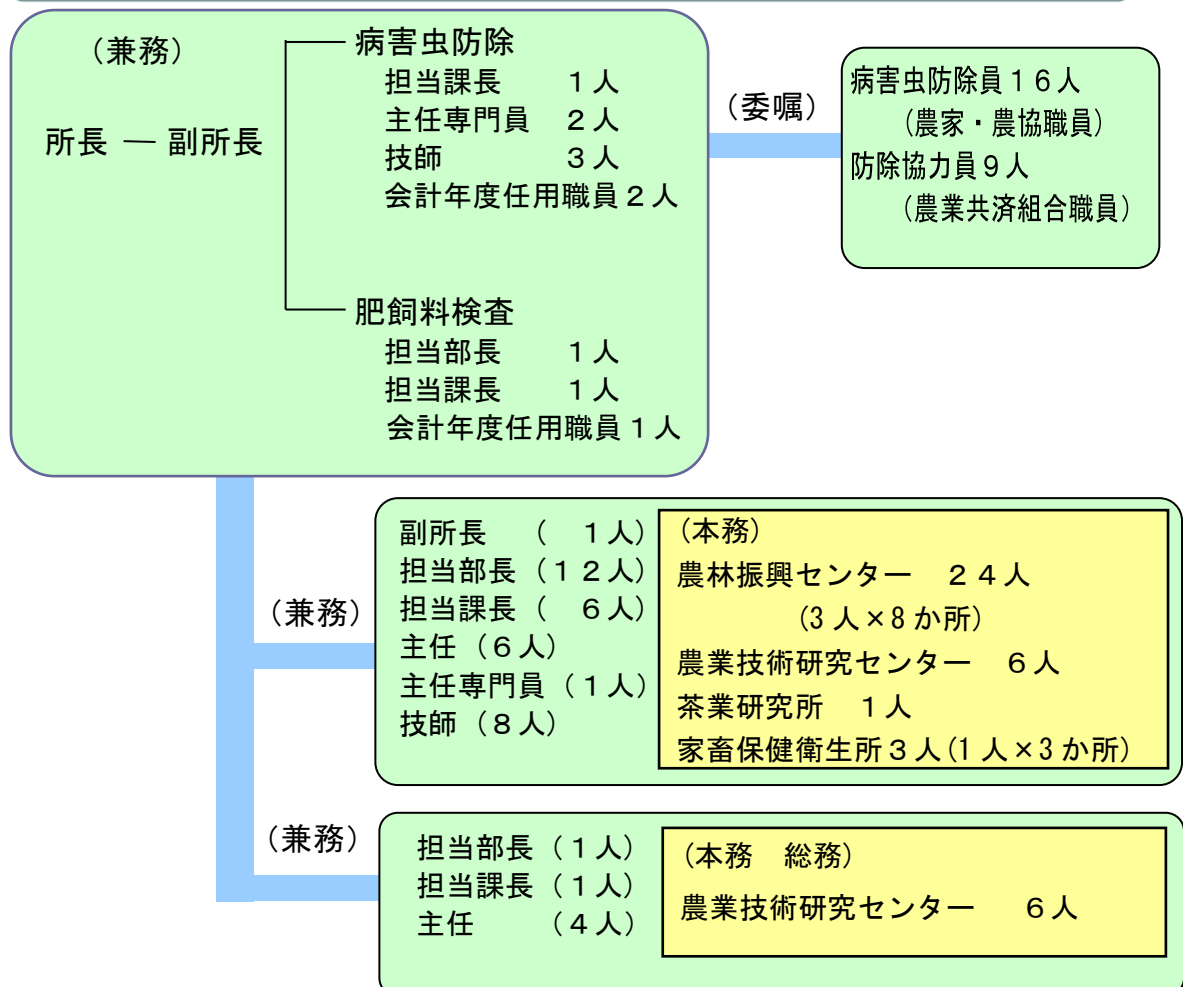 （兼務）
所長 ― 副所長
病害虫防除
担当課長　　１人
主任専門員　２人
技師　　　　３人
会計年度任用職員２人
肥飼料検査
担当部長　　１人
担当課長　　１人
会計年度任用職員１人
（委嘱）
病害虫防除員１６人
（農家・農協職員）
防除協力員９人
（農業共済組合職員）
（兼務）
副所長　（　１人）
担当部長（１２人）
担当課長（　６人）
主任（６人）
主任専門員（１人）
技師（８人）
（本務）
農林振興センター　２４人
（3人×8か所）
農業技術研究センター　６人
茶業研究所　１人
家畜保健衛生所３人(1人×3か所）
（兼務）
担当部長（１人）
担当課長（１人）
主任　　（４人）
（本務　総務）
農業技術研究センター　　６人